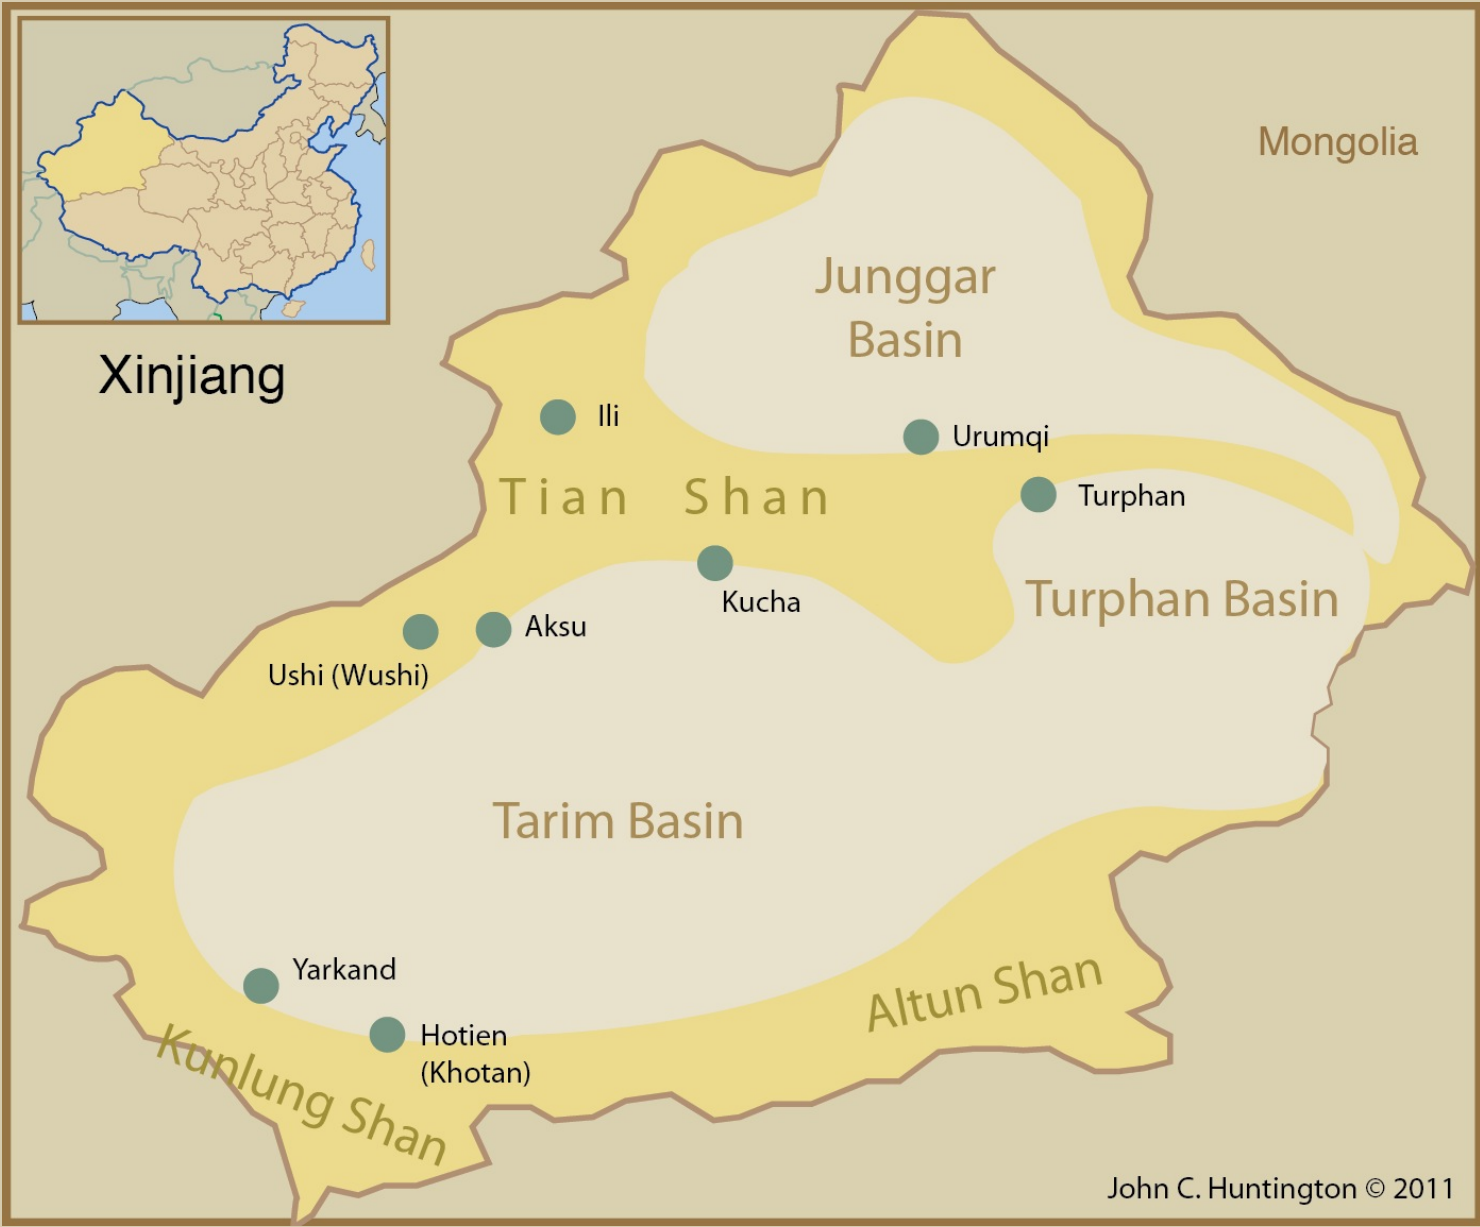 Mongolia
Junggar
Basin
Xinjiang
Ili
Urumqi
Tian Shan
Turphan
Kucha
Turphan Basin
Aksu
Ushi (Wushi)
Tarim Basin
Yarkand
Altun Shan
Hotien
(Khotan)
Kunlung Shan
John C. Huntington © 2011